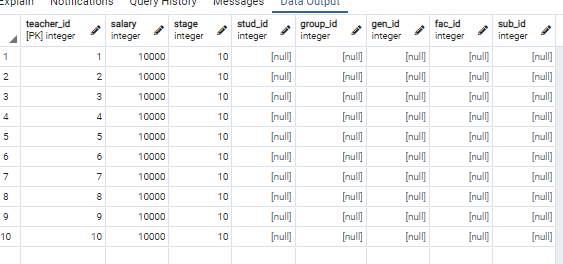 Explain Notifications Query History Messages Data Output
teacher_id salary stage stud_id group_id gen_id fac_id sub_id
[PK] integer integer integer integer integer integer integer integer
1 1 10000 10 [null] [null] [null] [null] [null]
2 2 10000 10 [null] [null] [null] [null] [null]
3 3 10000 10 [null] [null] [null] [null] [null]
4 4 10000 10 [null] [null] [null] [null] [null]
5 5 10000 10 [null] [null] [null] [null] [null]
6 6 10000 10 [null] [null] [null] [null] [null]
7 7 10000 10 [null] [null] [null] [null] [null]
8 8 10000 10 [null] [null] [null] [null] [null]
9 9 10000 10 [null] [null] [null] [null] [null]
10 10 10000 10 [null] [null] [null] [null] [null]